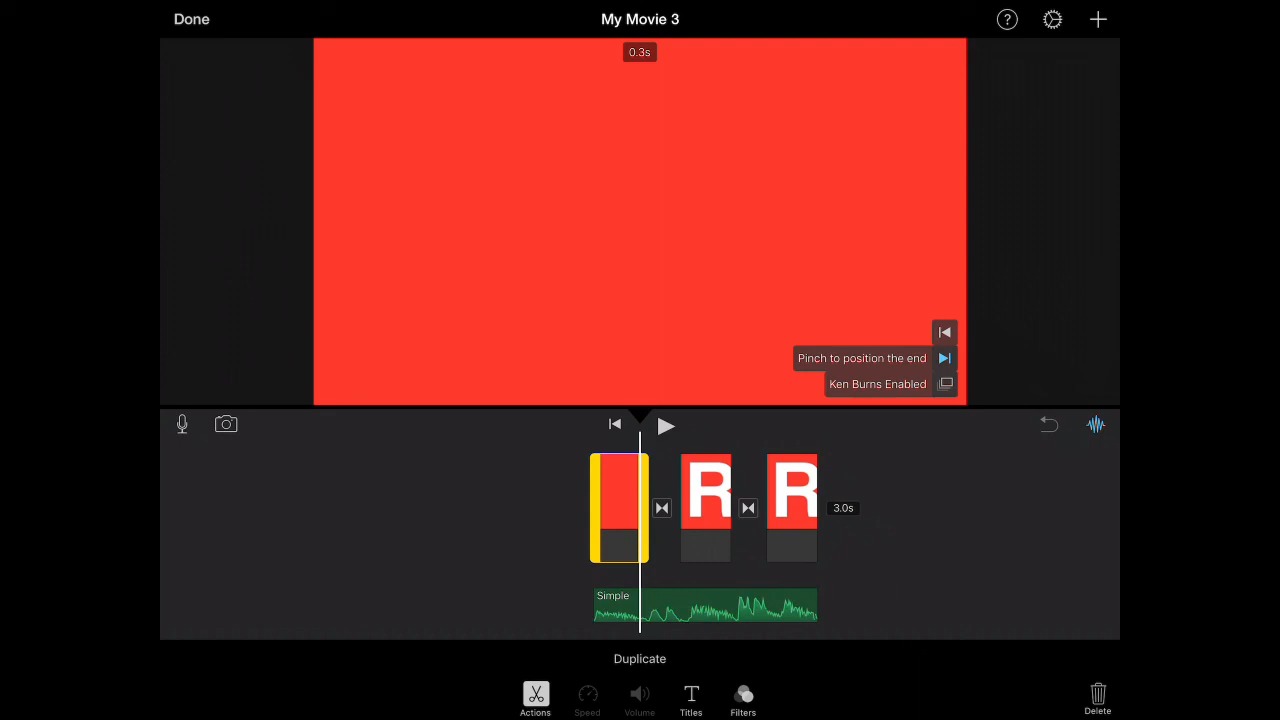 Done
My Movie 3
?
0.3s
Pinch to position the end
Ken Burns Enabled
R
R
3.0s
Simple
Duplicate
Actions
Speed
Volume
T
Titles
Filters
Delete